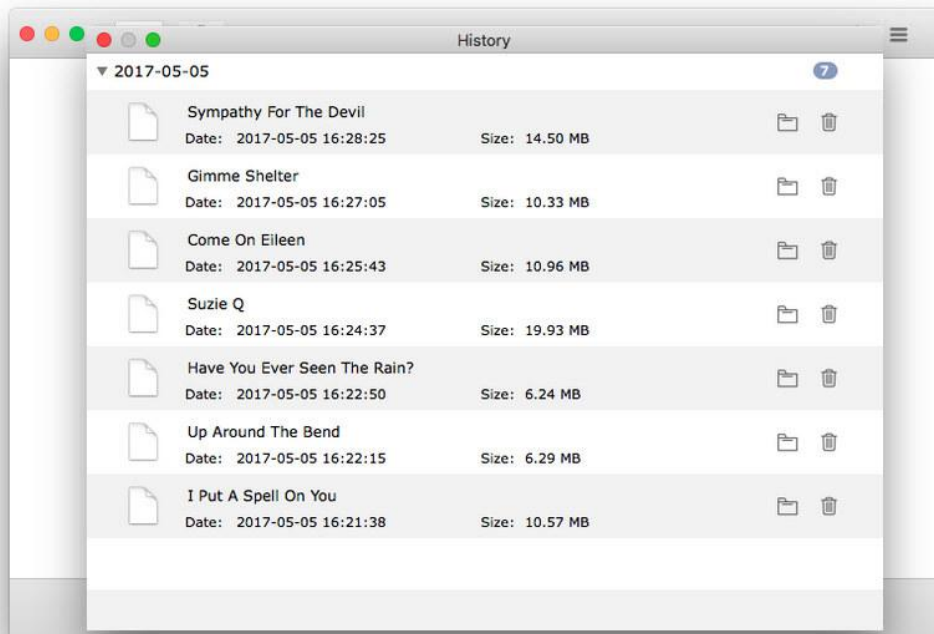 History
2017-05-05 7
Sympathy For The Devil
Date: 2017-05-05 16:28:25 Size: 14.50 MB
Gimme Shelter
Date: 2017-05-05 16:27:05 Size: 10.33 MB
Come On Eileen
Date: 2017-05-05 16:25:43 Size: 10.96 MB
Suzie Q
Date: 2017-05-05 16:24:37 Size: 19.93 MB
Have You Ever Seen The Rain?
Date: 2017-05-05 16:22:50 Size: 6.24 MB
Up Around The Bend
Date: 2017-05-05 16:22:15 Size: 6.29 MB
I Put A Spell On You
Date: 2017-05-05 16:21:38 Size: 10.57 MB